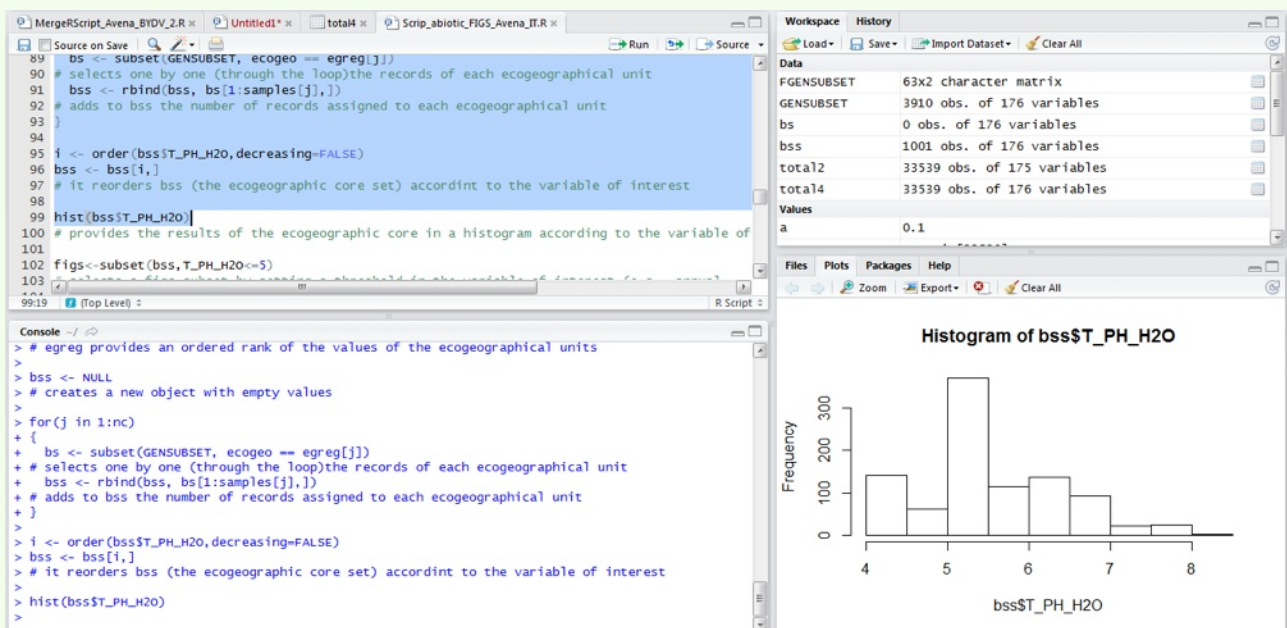 MergeRScript_Avena_BYDV_2.R × Untitled1* × total4 × Scrip_abiotic_FIGS_Avena_IT.R ×
Source on Save Run Source
89 bs <- subset(GENSUBSET, ecogeo == egreg[j])
90 # selects one by one (through the loop)the records of each ecogeographical unit
91 bss <- rbind(bss, bs[1:samples[j],])
92 # adds to bss the number of records assigned to each ecogeographical unit
93 }
94
95 i <- order(bss$T_PH_H2O,decreasing=FALSE)
96 bss <- bss[i,]
97 # it reorders bss (the ecogeographic core set) accordint to the variable of interest
98
99 hist(bss$T_PH_H2O)
100 # provides the results of the ecogeographic core in a histogram according to the variable of
101
102 figs<-subset(bss,T_PH_H2O<=5)
103
99:19 (Top Level) R Script
Console ~/
> # egreg provides an ordered rank of the values of the ecogeographical units
>
> bss <- NULL
> # creates a new object with empty values
>
> for(j in 1:nc)
+ {
+ bs <- subset(GENSUBSET, ecogeo == egreg[j])
+ # selects one by one (through the loop)the records of each ecogeographical unit
+ bss <- rbind(bss, bs[1:samples[j],])
+ # adds to bss the number of records assigned to each ecogeographical unit
+ }
>
> i <- order(bss$T_PH_H2O,decreasing=FALSE)
> bss <- bss[i,]
> # it reorders bss (the ecogeographic core set) accordint to the variable of interest
>
> hist(bss$T_PH_H2O)
>
Workspace History
Load Save Import Dataset Clear All
Data
FGENSUBSET 63x2 character matrix
GENSUBSET 3910 obs. of 176 variables
bs 0 obs. of 176 variables
bss 1001 obs. of 176 variables
total2 33539 obs. of 175 variables
total4 33539 obs. of 176 variables
Values
a 0.1
Files Plots Packages Help
Zoom Export Clear All
Histogram of bss$T_PH_H2O
Frequency
300
200
100
0
4 5 6 7 8
bss$T_PH_H2O